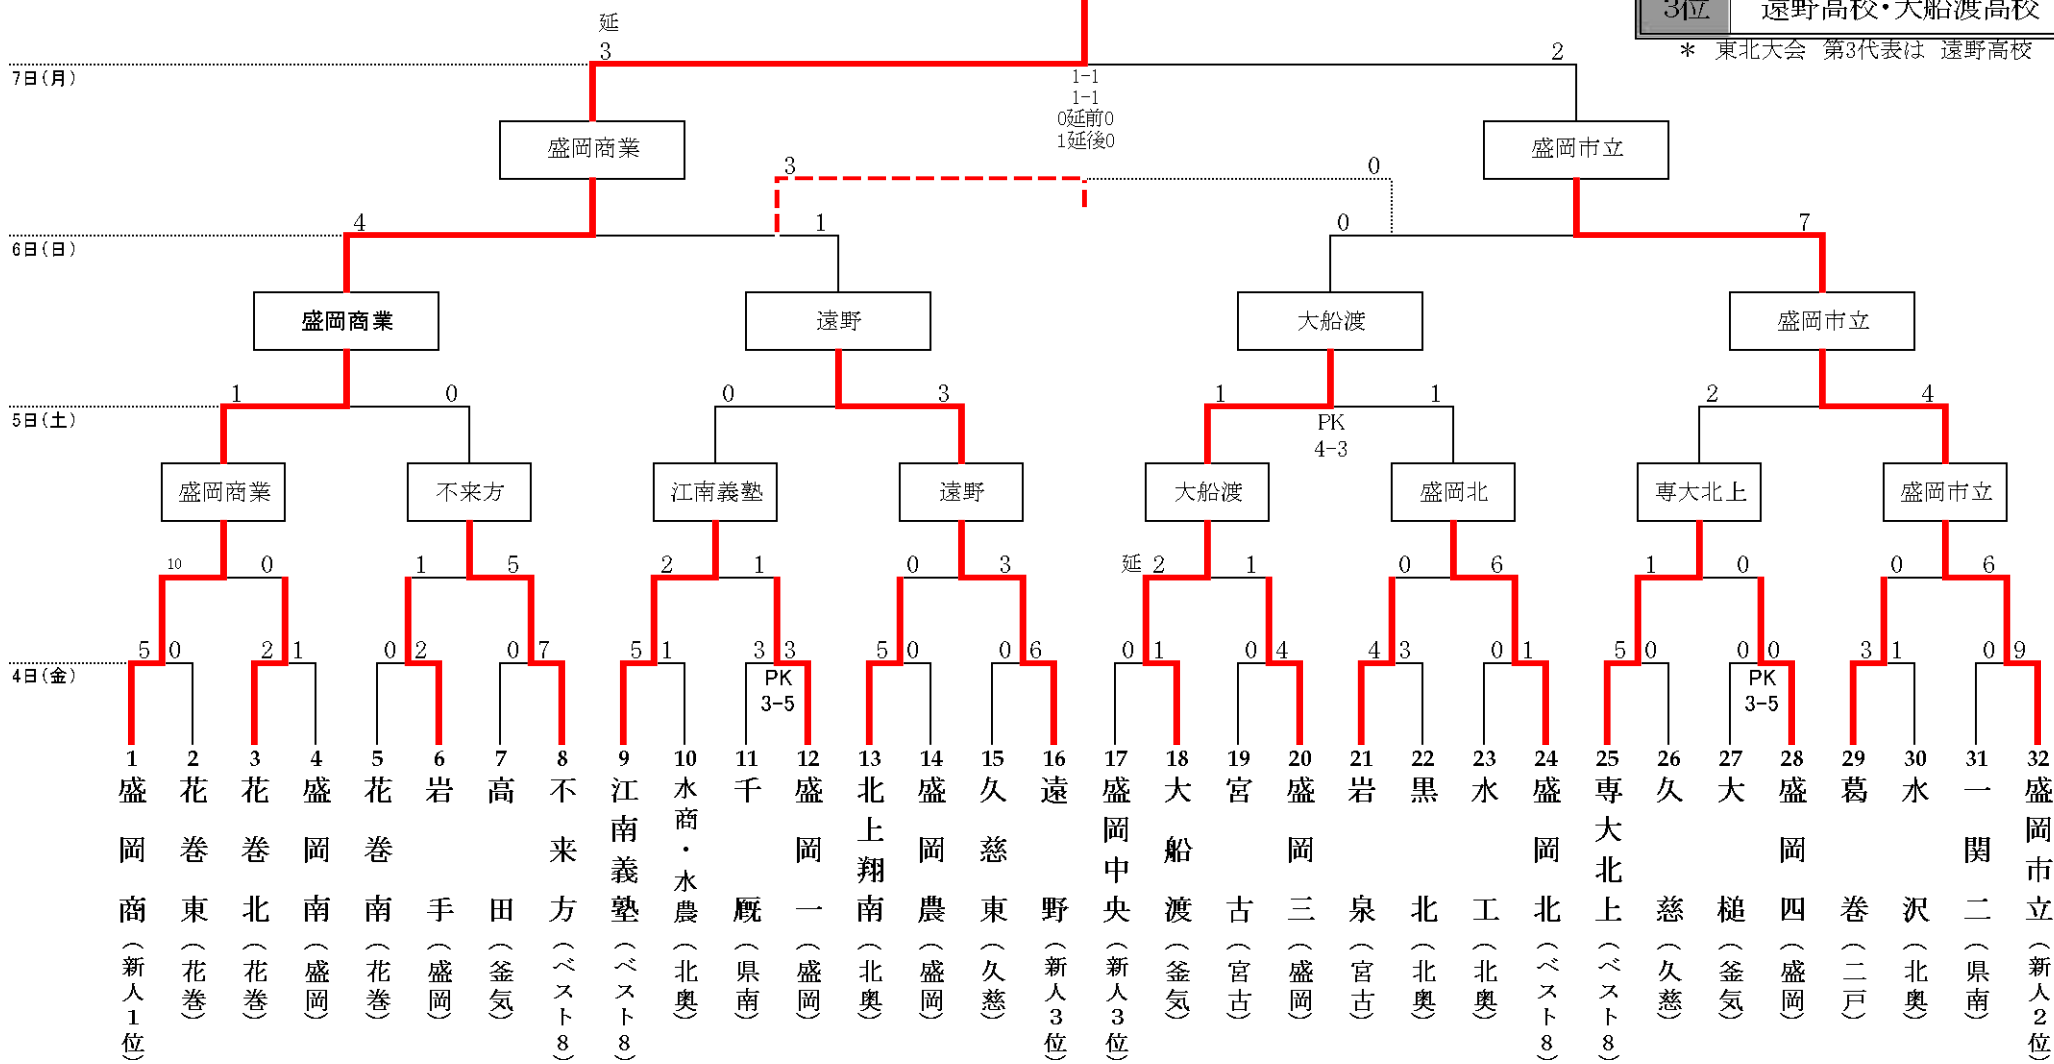 3位 遠野高校・大船渡高校
＊ 東北大会 第3代表は 遠野高校
延
3 2
7日(月)
1-1
1-1
0延前0
1延後0
盛岡商業 盛岡市立
3 0
4 1 0 7
6日(日)
盛岡商業 遠野 大船渡 盛岡市立
1 0 0 3 1 1 2 4
5日(土)
PK
4-3
盛岡商業 不来方 江南義塾 遠野 大船渡 盛岡北 専大北上 盛岡市立
10 0 1 5 2 1 0 3 延 2 1 0 6 1 0 0 6
5 0 2 1 0 2 0 7 5 1 3 3 5 0 0 6 0 1 0 4 4 3 0 1 5 0 0 0 3 1 0 9
4日(金)
PK
3-5
PK
3-5
1 2 3 4 5 6 7 8 9 10 11 12 13 14 15 16 17 18 19 20 21 22 23 24 25 26 27 28 29 30 31 32
盛岡商(新人1位)
花巻東(花巻)
花巻北(花巻)
盛岡南(盛岡)
花巻南(花巻)
岩手(盛岡)
高田(釜気)
不来方(ベスト8)
江南義塾(ベスト8)
水商・水農(北奥)
千厩(県南)
盛岡一(盛岡)
北上翔南(北奥)
盛岡農(盛岡)
久慈東(久慈)
遠野(新人3位)
盛岡中央(新人3位)
大船渡(釜気)
宮古(宮古)
盛岡三(盛岡)
岩泉(宮古)
黒北(北奥)
水工(北奥)
盛岡北(ベスト8)
専大北上(ベスト8)
久慈(久慈)
大槌(釜気)
盛岡四(盛岡)
葛巻(二戸)
水沢(北奥)
一関二(県南)
盛岡市立(新人2位)